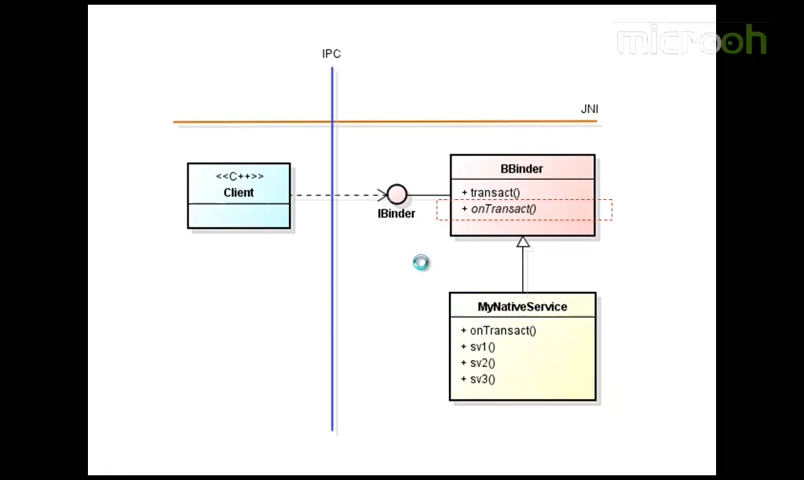 microoh
IPC
JNI
<<C++>>
Client
IBinder
BBinder
+ transact()
+ onTransact()
MyNativeService
+ onTransact()
+ sv1()
+ sv2()
+ sv3()